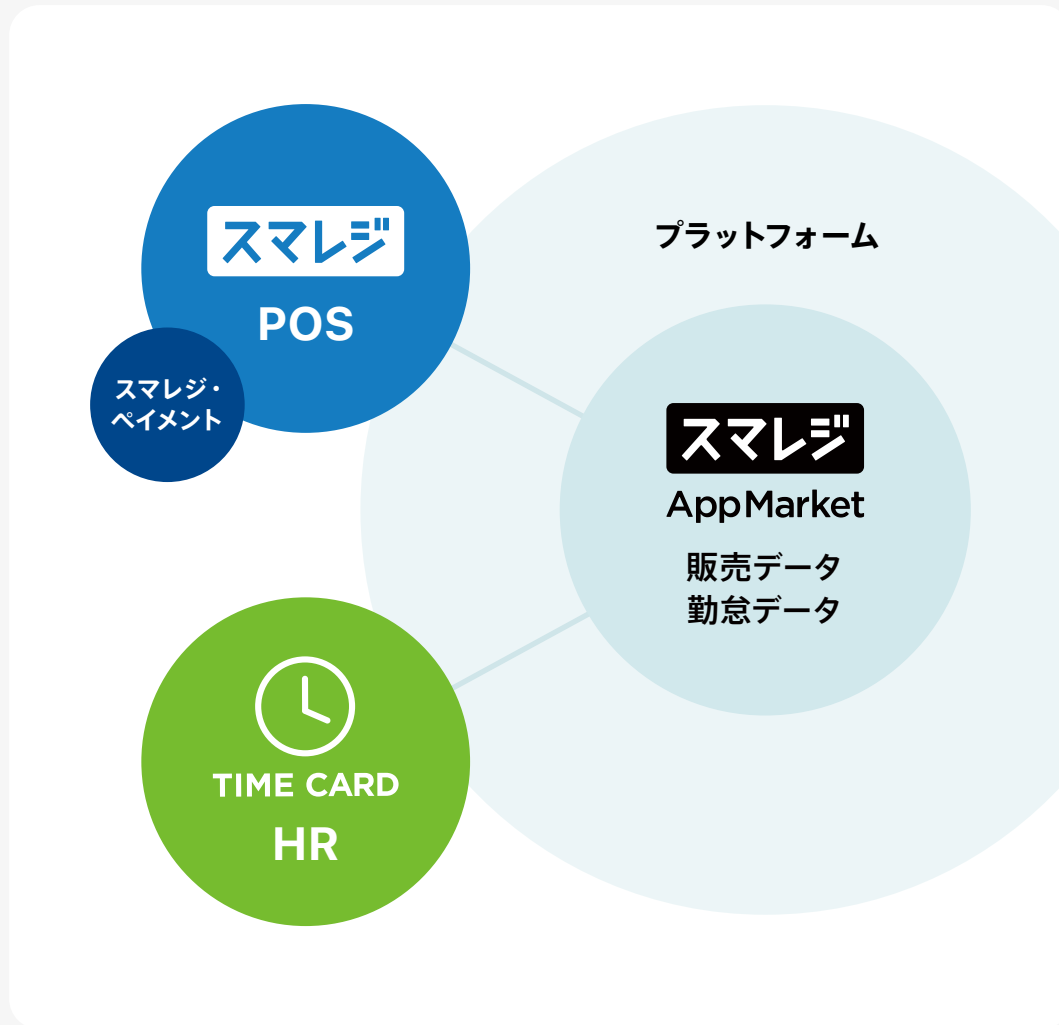 スマレジ
POS
スマレジ・
ペイメント
プラットフォーム
スマレジ
App Market
販売データ
勤怠データ
TIME CARD
HR